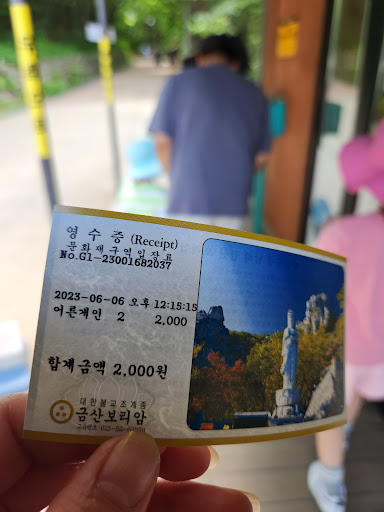 영 수 증 (Receipt)
문화재구역입장료
No.G1-23001682037
2023-06-06 오후 12:15:15
어른개인 2 2,000
합계금액 2,000원
대한불교조계종
금산보리암